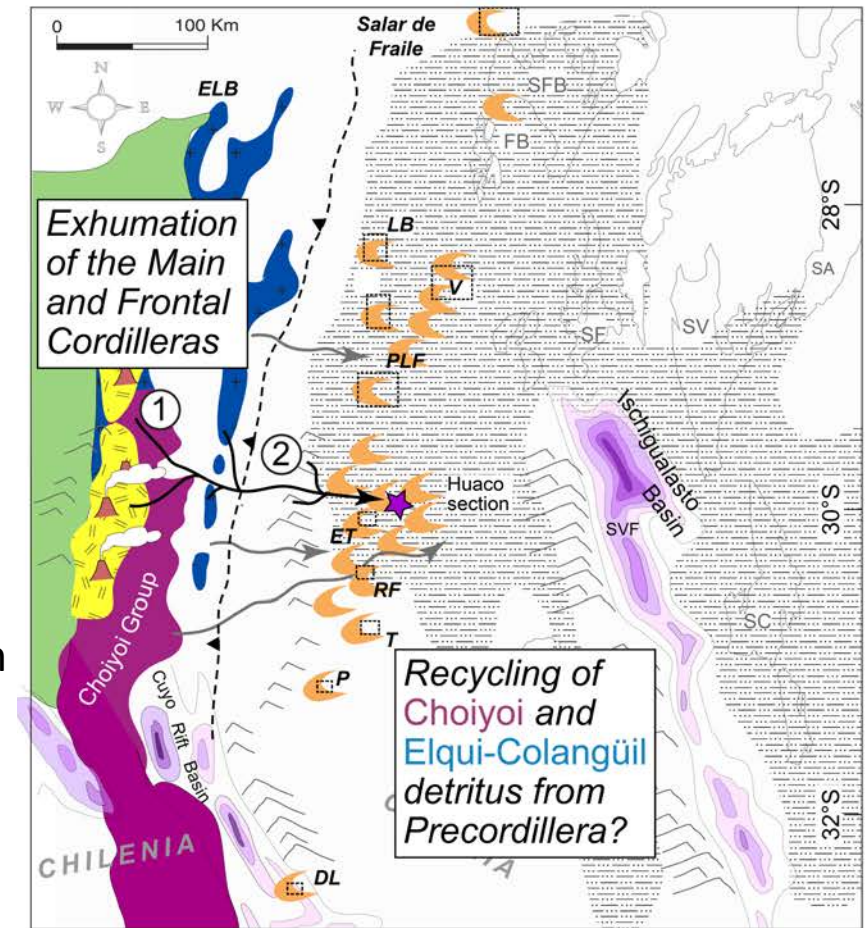 0 100 Km
Salar de
Fraile
N
W E
S
ELB
SFB
FB
28°S
Exhumation
of the Main
and Frontal
Cordilleras
LB
V
SA
SF
SV
PLF
1
2
Ischigualasto
Basin
Huaco
section
30°S
ET
SVF
RF
SC
Choiyoi Group
T
P
Cuyo
Rift
Basin
Recycling of
Choiyoi and
Elqui-Colangüil
detritus from
Precordillera?
32°S
CHILENIA
DL